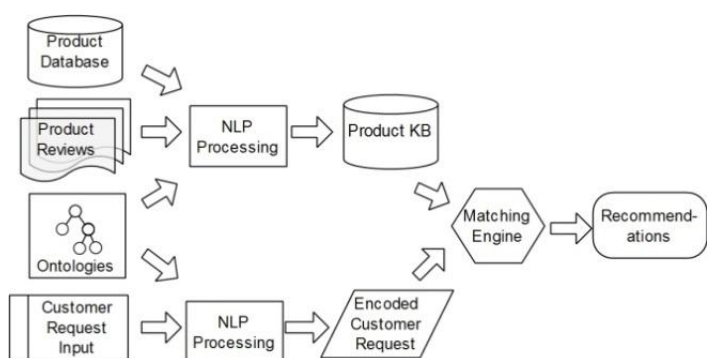 Product
Database
Product
Reviews
NLP
Processing
Product KB
Ontologies
Matching
Engine
Recommend-
ations
Customer
Request
Input
NLP
Processing
Encoded
Customer
Request